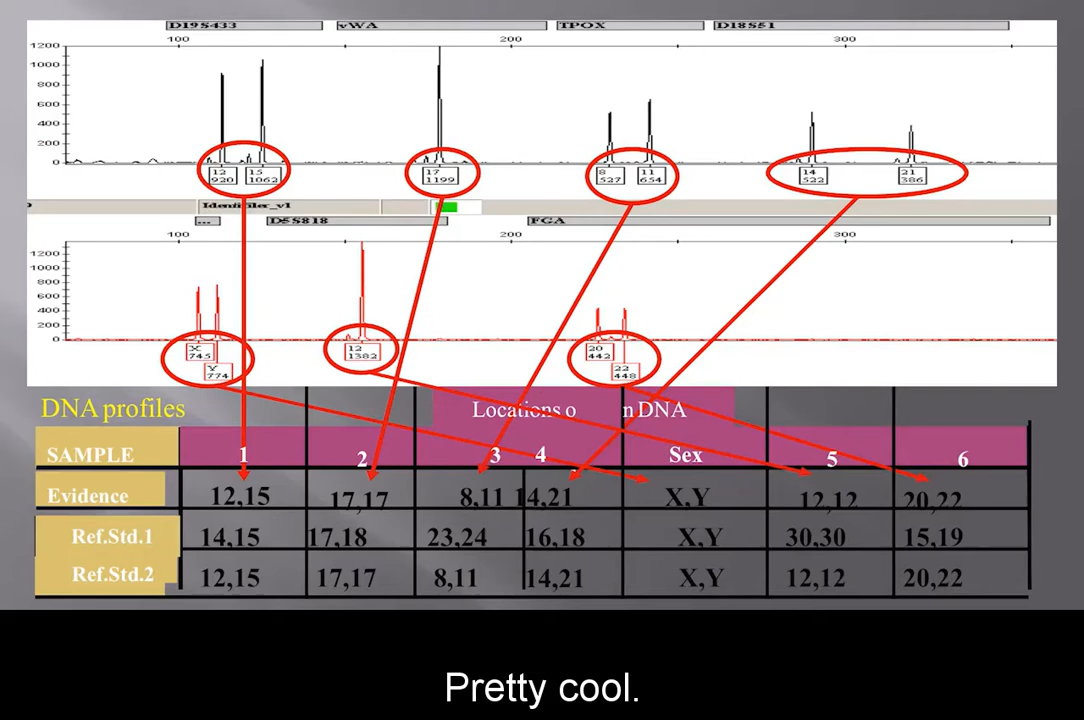 D19S433 vWA TPOX D18S51
100 200 300
1200
1000
800
600
400
200
0
12 15 17 8 11 14 21
920 1062 1199 527 654 522 386
Identifiler_v1
... D5S818 FGA
100 200 300
1200
1000
800
600
400
200
0
X 12 20
745 1382 442
Y 22
774 448
DNA profiles Locations o n DNA
SAMPLE 1 2 3 4 Sex 5 6
Evidence 12,15 17,17 8,11 14,21 X,Y 12,12 20,22
Ref.Std.1 14,15 17,18 23,24 16,18 X,Y 30,30 15,19
Ref.Std.2 12,15 17,17 8,11 14,21 X,Y 12,12 20,22
Pretty cool.